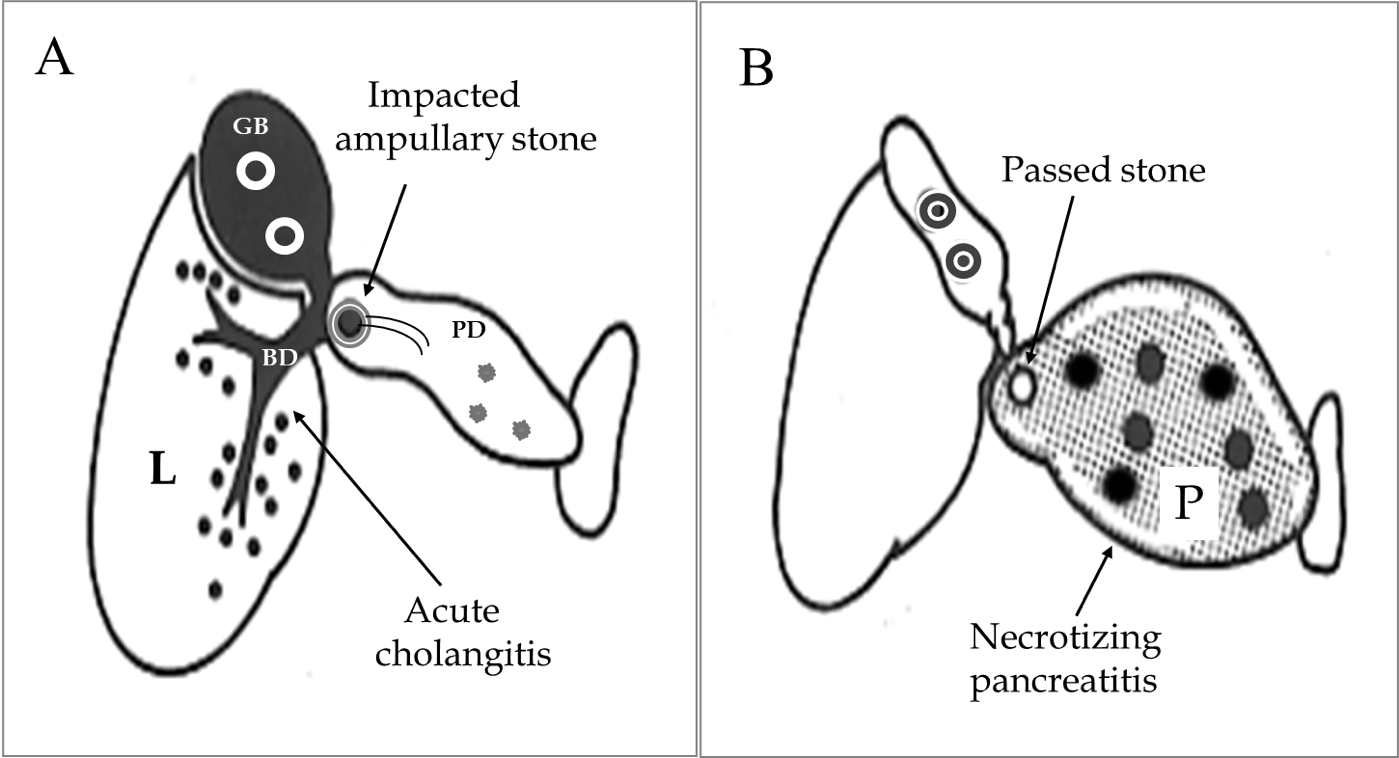 A
Impacted
ampullary stone
GB
PD
BD
L
Acute
cholangitis
B
Passed stone
P
Necrotizing
pancreatitis